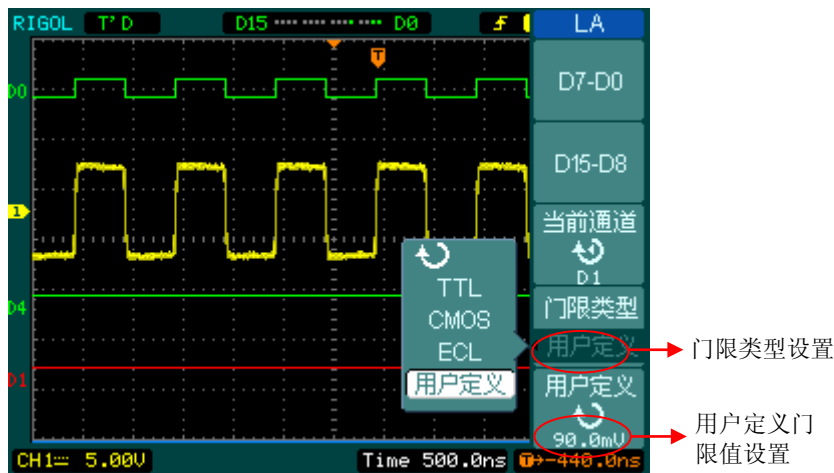 RIGOL T'D D15 D0 LA
D7-D0
D0
D15-D8
1
当前通道
D1
TTL
CMOS
ECL
用户定义
D4
D1
门限类型
用户定义
用户定义
90.0mV
门限类型设置
用户定义门
限值设置
CH1 5.00V Time 500.0ns T→-440.0ns
T